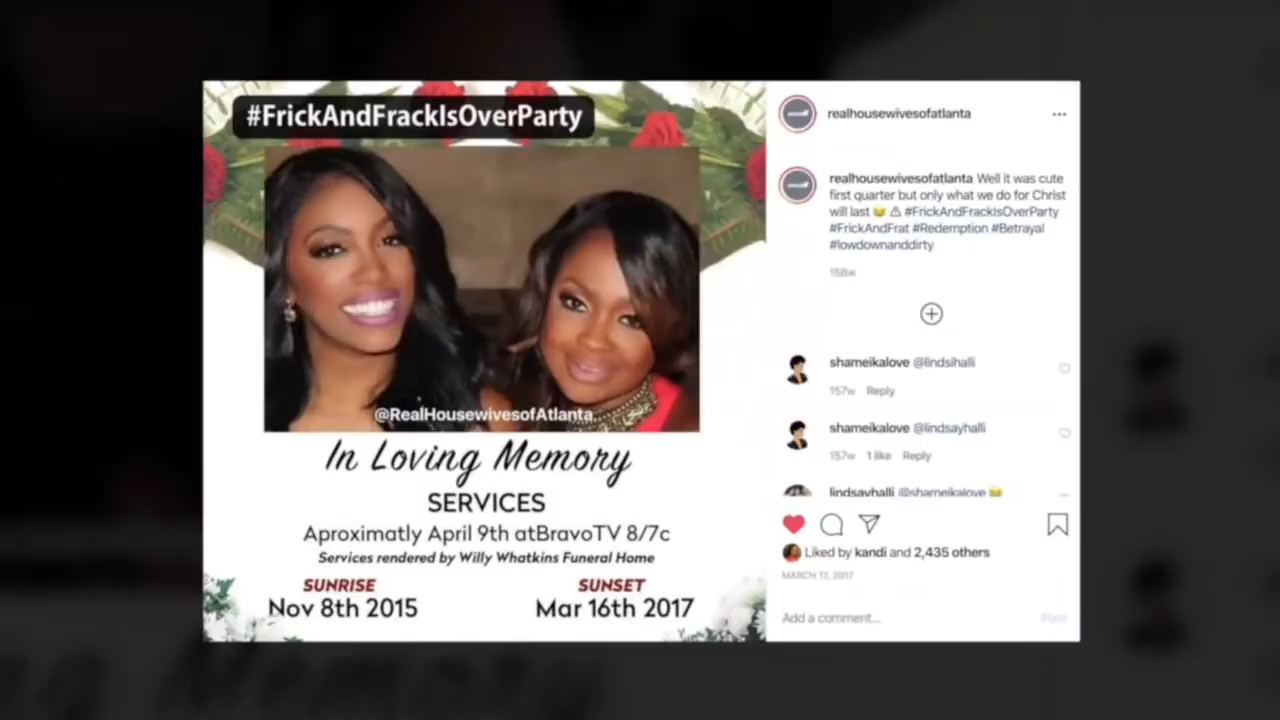 #FrickAndFrackIsOverParty
@RealHousewivesofAtlanta
In Loving Memory
SERVICES
Aproximatly April 9th atBravoTV 8/7c
Services rendered by Willy Whatkins Funeral Home
SUNRISE
Nov 8th 2015
SUNSET
Mar 16th 2017
realhousewivesofatlanta
realhousewivesofatlanta Well it was cute
first quarter but only what we do for Christ
will last 😂 ⚠ #FrickAndFrackIsOverParty
#FrickAndFrat #Redemption #Betrayal
#lowdownanddirty
158w
shameikalove @lindsihalli
157w Reply
shameikalove @lindsayhalli
157w 1 like Reply
lindsayhalli @shameikalove 😂
Liked by kandi and 2,435 others
MARCH 17, 2017
Add a comment...
Post
Memory